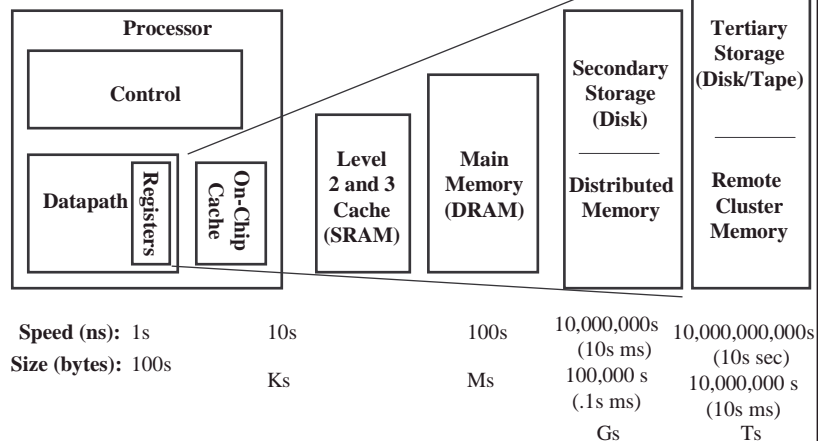 Processor
Control
Datapath
Registers
On-Chip
Cache
Level
2 and 3
Cache
(SRAM)
Main
Memory
(DRAM)
Secondary
Storage
(Disk)
Distributed
Memory
Tertiary
Storage
(Disk/Tape)
Remote
Cluster
Memory
Speed (ns): 1s 10s 100s 10,000,000s 10,000,000,000s
(10s ms) (10s sec)
Size (bytes): 100s Ks Ms 100,000 s 10,000,000 s
(.1s ms) (10s ms)
Gs Ts